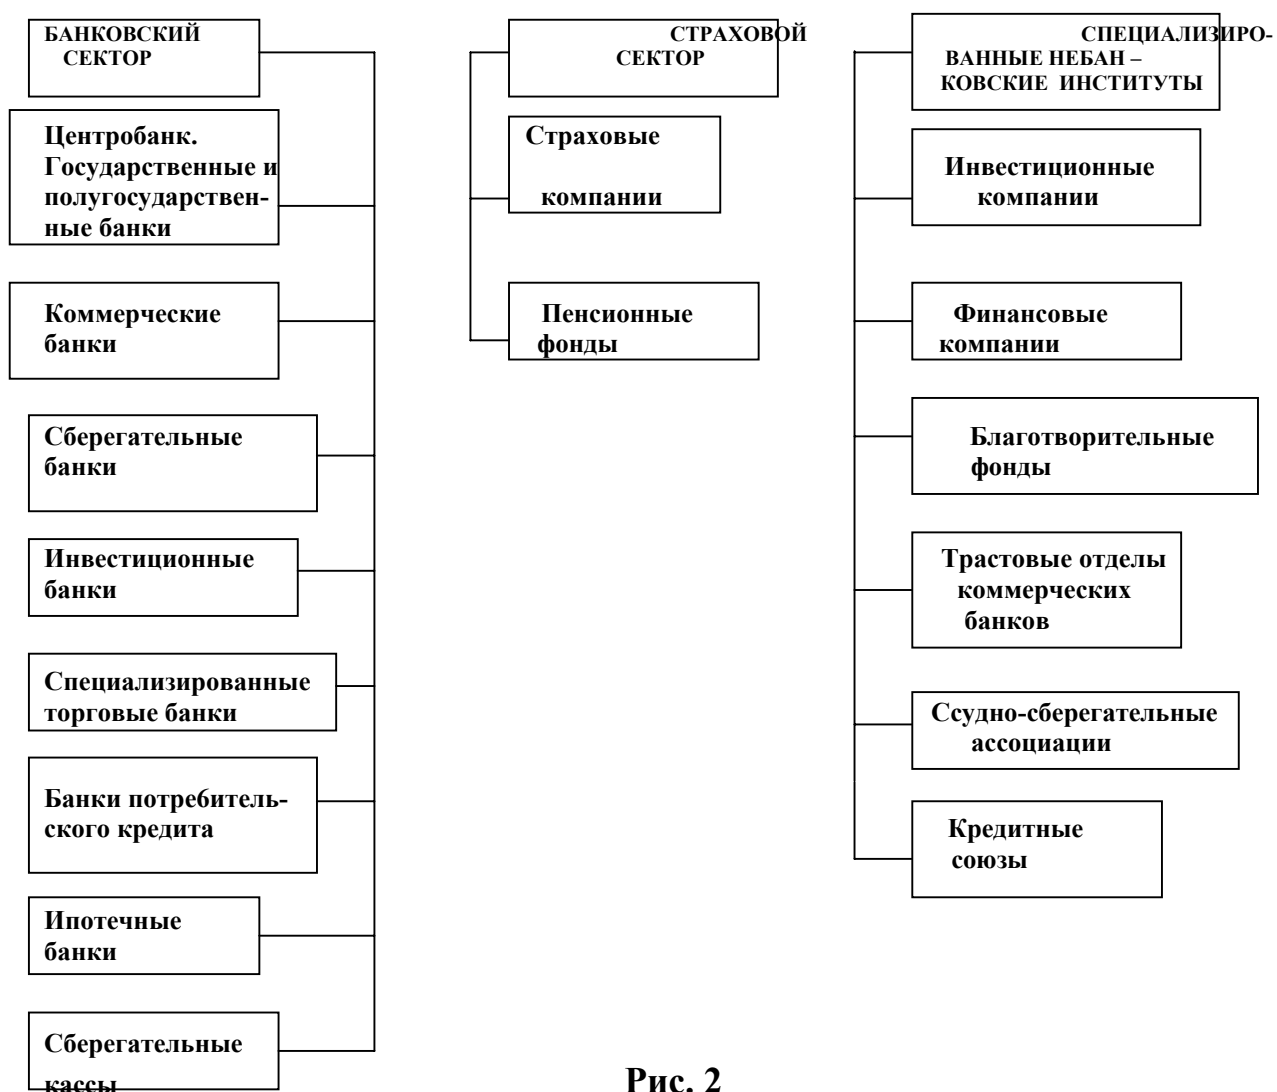 БАНКОВСКИЙ
СЕКТОР
Центробанк.
Государственные и
полугосударствен-
ные банки
Коммерческие
банки
Сберегательные
банки
Инвестиционные
банки
Специализированные
торговые банки
Банки потребитель-
ского кредита
Ипотечные
банки
Сберегательные
кассы
СТРАХОВОЙ
СЕКТОР
Страховые
компании
Пенсионные
фонды
СПЕЦИАЛИЗИРО-
ВАННЫЕ НЕБАН –
КОВСКИЕ ИНСТИТУТЫ
Инвестиционные
компании
Финансовые
компании
Благотворительные
фонды
Трастовые отделы
коммерческих
банков
Ссудно-сберегательные
ассоциации
Кредитные
союзы
Рис. 2